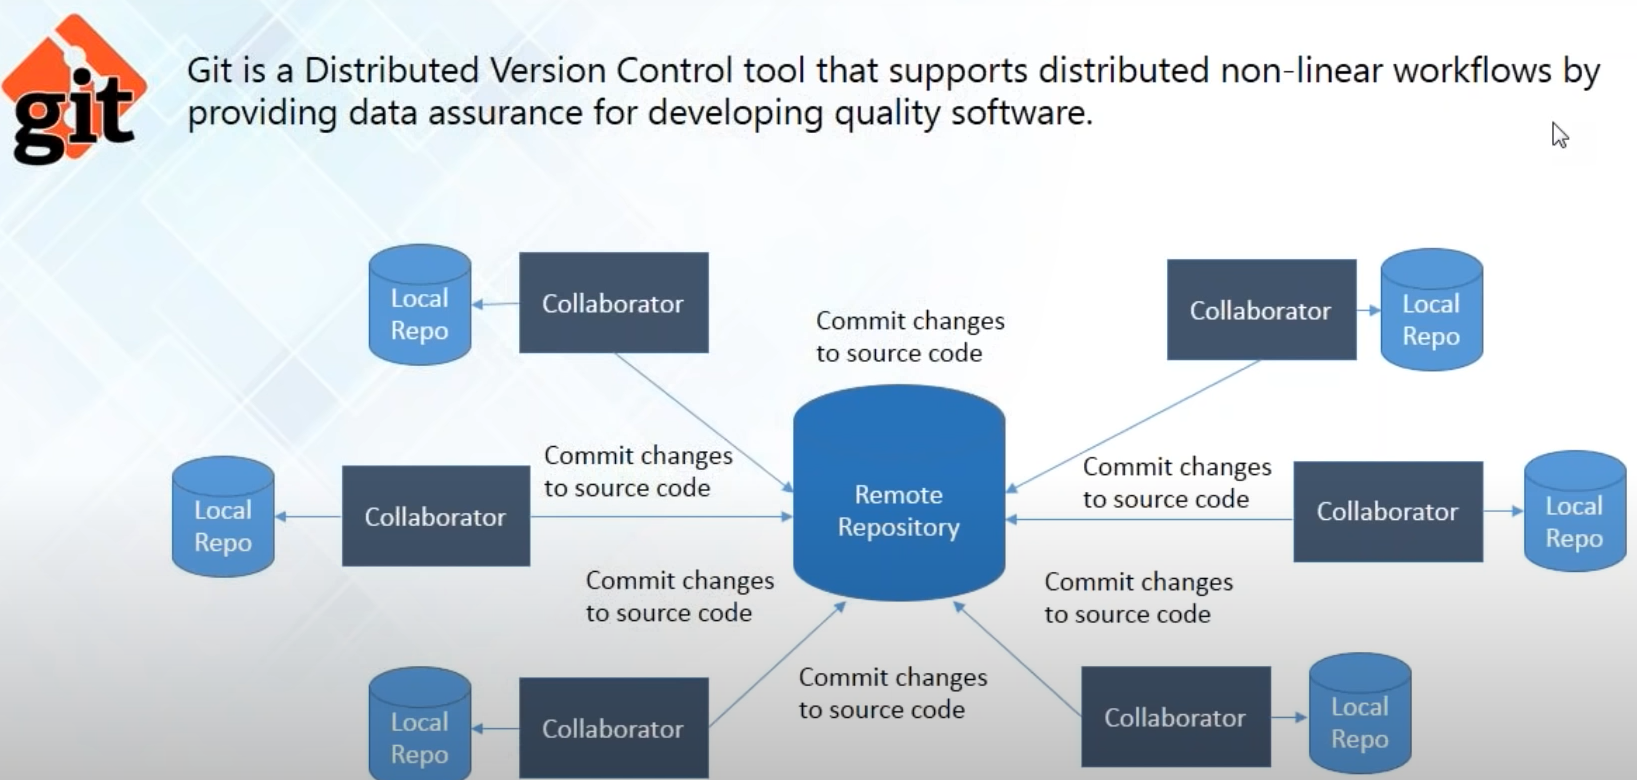 git
Git is a Distributed Version Control tool that supports distributed non-linear workflows by
providing data assurance for developing quality software.
Local
Repo
Collaborator
Commit changes
to source code
Collaborator
Local
Repo
Local
Repo
Collaborator
Commit changes
to source code
Remote
Repository
Commit changes
to source code
Collaborator
Local
Repo
Commit changes
to source code
Commit changes
to source code
Local
Repo
Collaborator
Commit changes
to source code
Collaborator
Local
Repo